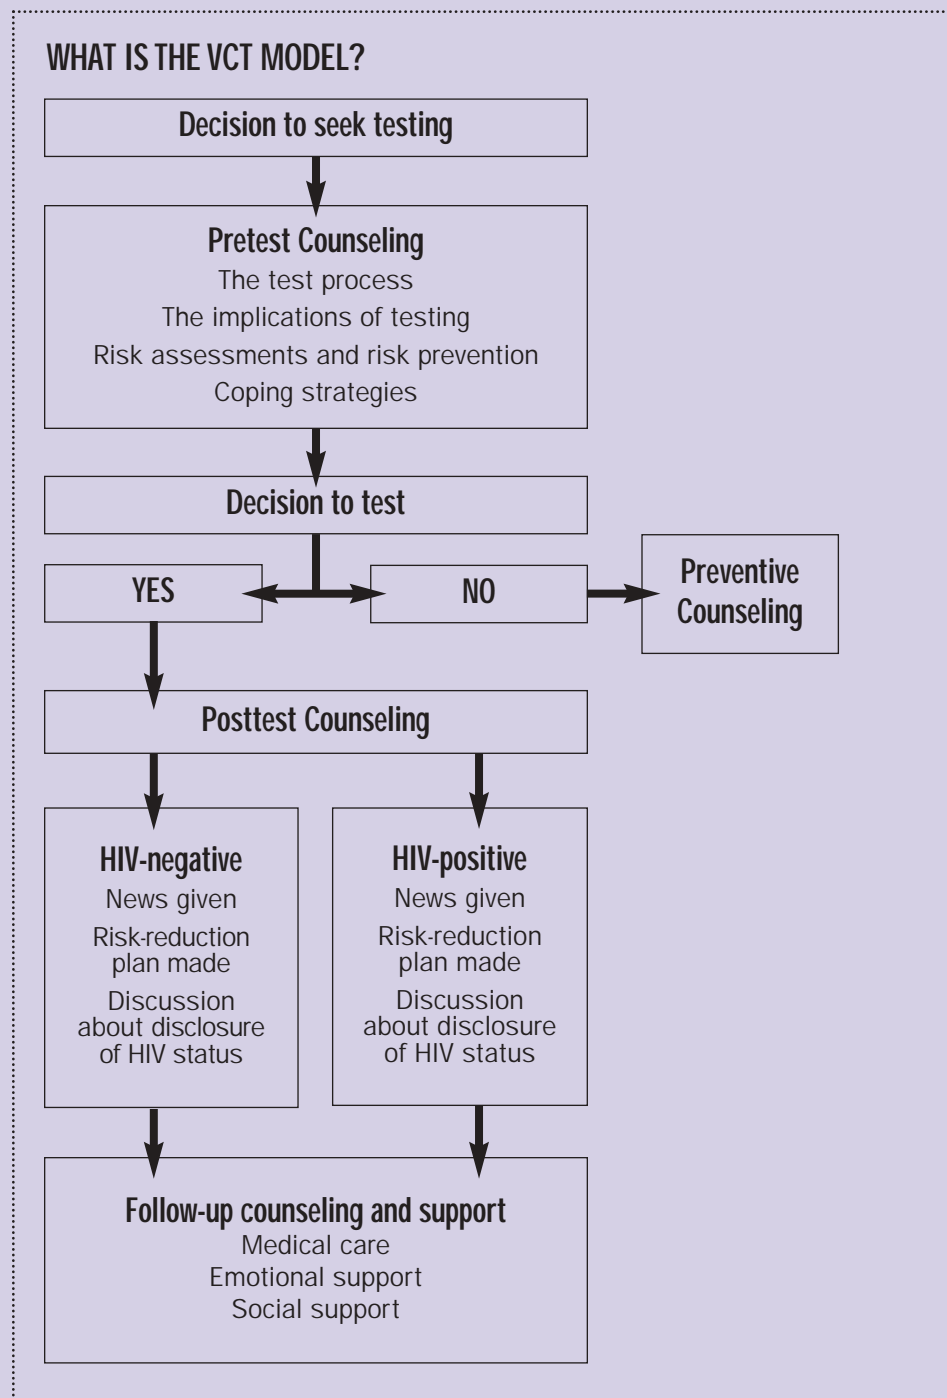 WHAT IS THE VCT MODEL?
Decision to seek testing
Pretest Counseling
The test process
The implications of testing
Risk assessments and risk prevention
Coping strategies
Decision to test
YES
NO
Preventive
Counseling
Posttest Counseling
HIV-negative
News given
Risk-reduction
plan made
Discussion
about disclosure
of HIV status
HIV-positive
News given
Risk-reduction
plan made
Discussion
about disclosure
of HIV status
Follow-up counseling and support
Medical care
Emotional support
Social support